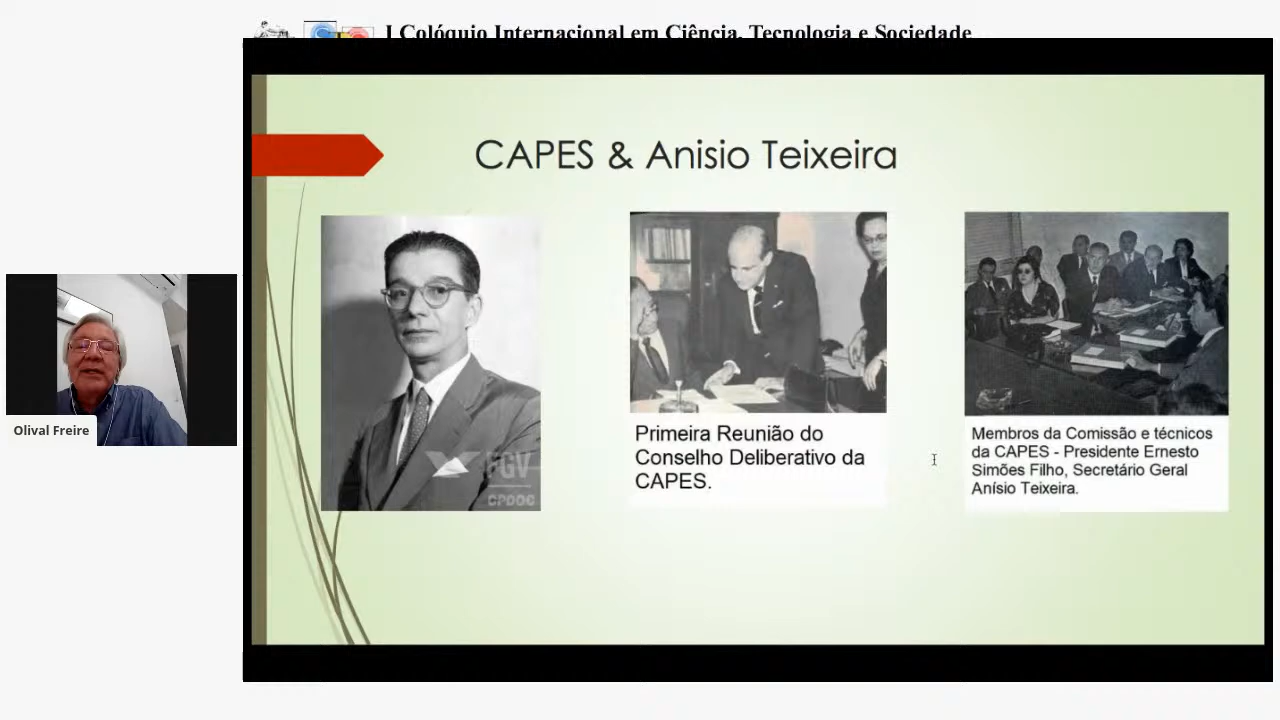 I Colóquio Internacional em Ciência, Tecnologia e Sociedade
CAPES & Anisio Teixeira
FGV
CPDOC
Primeira Reunião do
Conselho Deliberativo da
CAPES.
Membros da Comissão e técnicos
da CAPES - Presidente Ernesto
Simões Filho, Secretário Geral
Anísio Teixeira.
Olival Freire